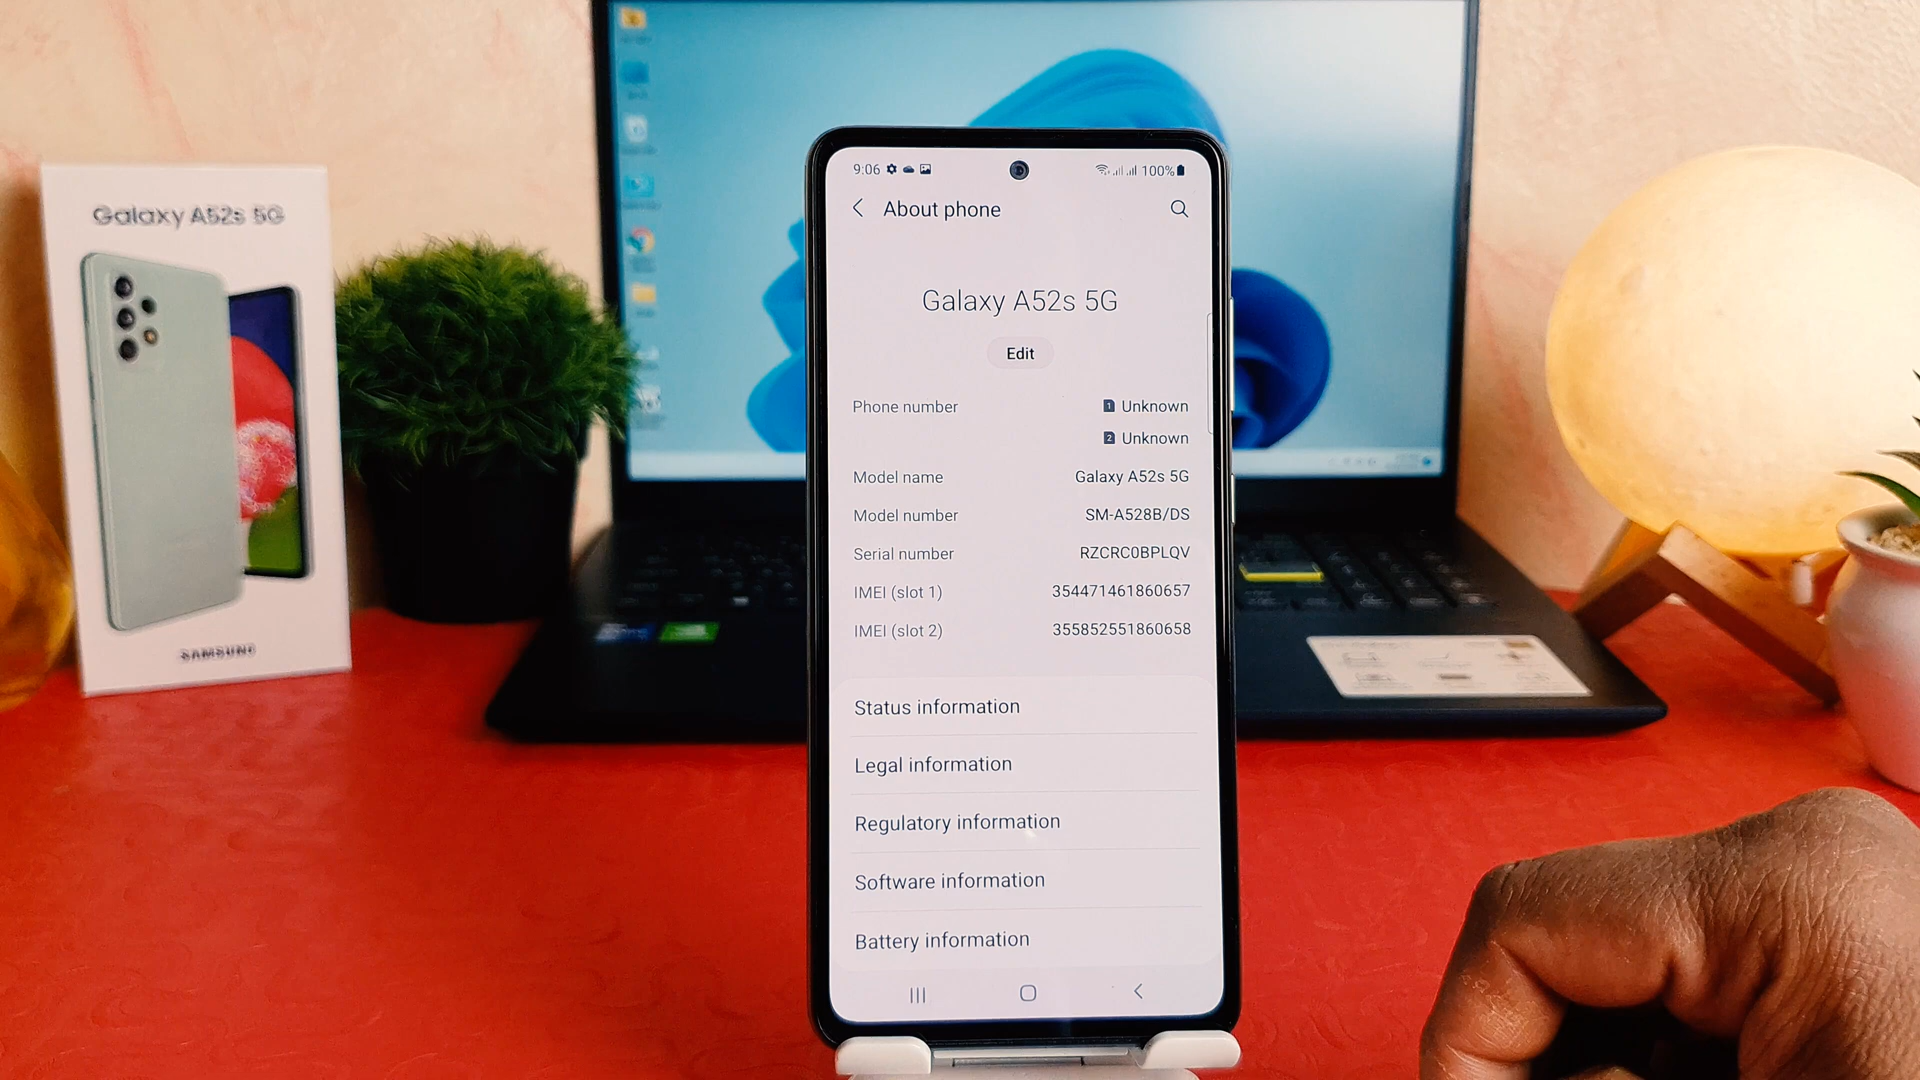 Galaxy A52s 5G
SAMSUNG
9:06
100%
About phone
Galaxy A52s 5G
Edit
Phone number
1 Unknown
2 Unknown
Model name Galaxy A52s 5G
Model number SM-A528B/DS
Serial number RZCRC0BPLQV
IMEI (slot 1) 354471461860657
IMEI (slot 2) 355852551860658
Status information
Legal information
Regulatory information
Software information
Battery information